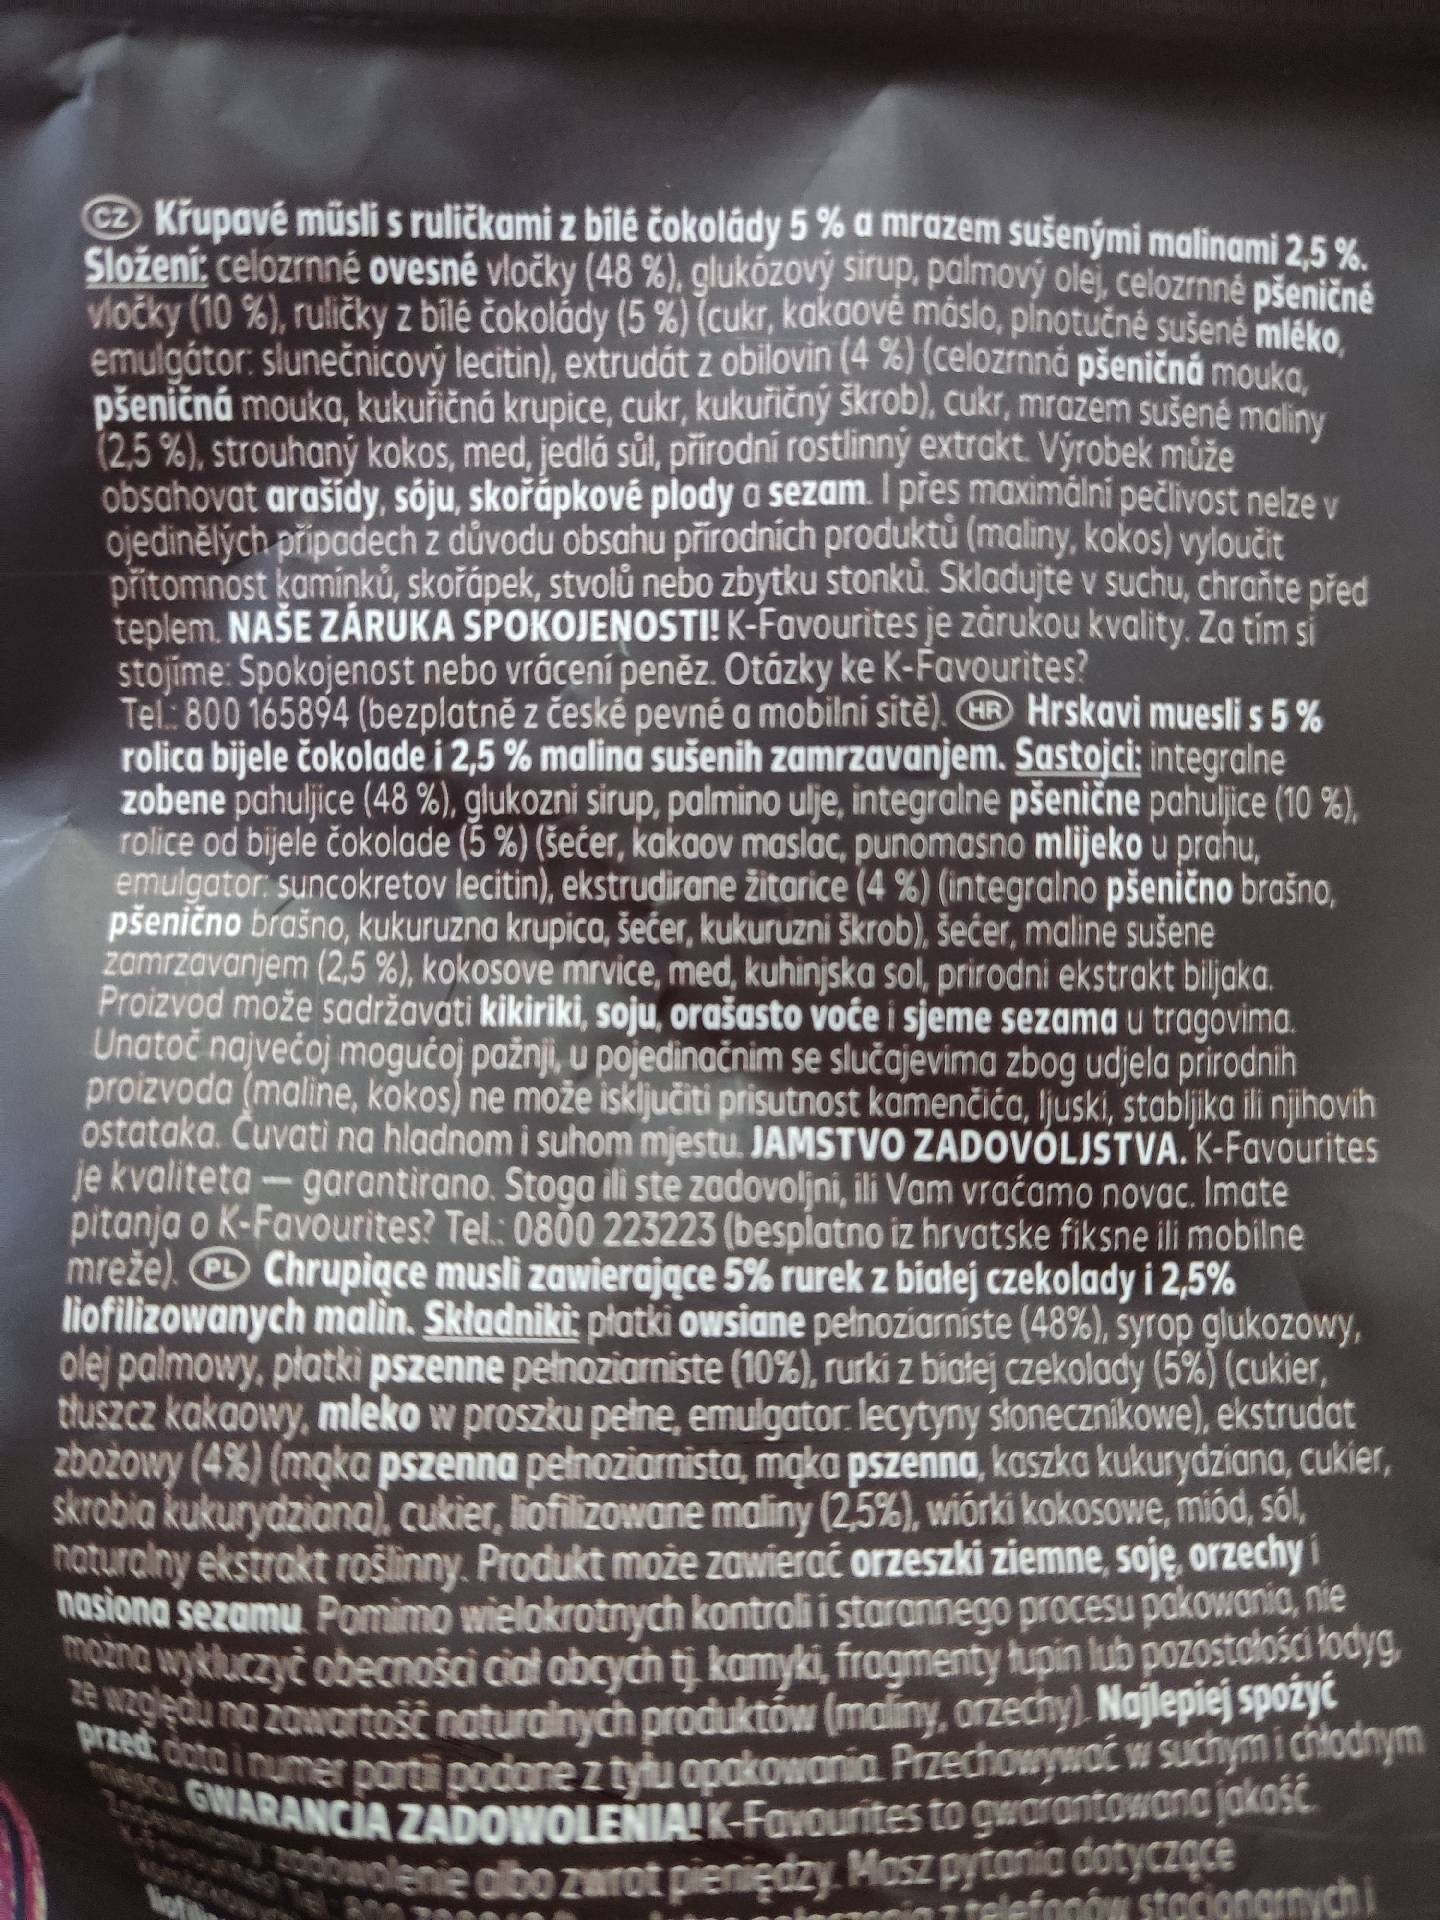 CZ Křupavé müsli s ruličkami z bílé čokolády 5 % a mrazem sušenými malinami 2,5 %.
Složení: celozrnné ovesné vločky (48 %), glukózový sirup, palmový olej, celozrnné pšeničné
vločky (10 %), ruličky z bílé čokolády (5 %) (cukr, kakaové máslo, plnotučné sušené mléko,
emulgátor: slunečnicový lecitin), extrudát z obilovin (4 %) (celozrnná pšeničná mouka,
pšeničná mouka, kukuřičná krupice, cukr, kukuřičný škrob), cukr, mrazem sušené maliny
(2,5 %), strouhaný kokos, med, jedlá sůl, přírodní rostlinný extrakt. Výrobek může
obsahovat arašídy, sóju, skořápkové plody a sezam. I přes maximální pečlivost nelze v
ojedinělých případech z důvodu obsahu přírodních produktů (maliny, kokos) vyloučit
přítomnost kamínků, skořápek, stvolů nebo zbytku stonků. Skladujte v suchu, chraňte před
teplem. NAŠE ZÁRUKA SPOKOJENOSTI! K-Favourites je zárukou kvality. Za tím si
stojíme: Spokojenost nebo vrácení peněz. Otázky ke K-Favourites?
Tel.: 800 165894 (bezplatně z české pevné a mobilní sítě). HR Hrskavi muesli s 5 %
rolica bijele čokolade i 2,5 % malina sušenih zamrzavanjem. Sastojci: integralne
zobene pahuljice (48 %), glukozni sirup, palmino ulje, integralne pšenične pahuljice (10 %),
rolice od bijele čokolade (5 %) (šećer, kakaov maslac, punomasno mlijeko u prahu,
emulgator: suncokretov lecitin), ekstrudirane žitarice (4 %) (integralno pšenično brašno,
pšenično brašno, kukuruzna krupica, šećer, kukuruzni škrob), šećer, maline sušene
zamrzavanjem (2,5 %), kokosove mrvice, med, kuhinjska sol, prirodni ekstrakt biljaka.
Proizvod može sadržavati kikiriki, soju, orašasto voće i sjeme sezama u tragovima.
Unatoč najvećoj mogućoj pažnji, u pojedinačnim se slučajevima zbog udjela prirodnih
proizvoda (maline, kokos) ne može isključiti prisutnost kamenčića, ljuski, stabljika ili njihovih
ostataka. Čuvati na hladnom i suhom mjestu. JAMSTVO ZADOVOLJSTVA. K-Favourites
je kvaliteta — garantirano. Stoga ili ste zadovoljni, ili Vam vraćamo novac. Imate
pitanja o K-Favourites? Tel.: 0800 223223 (besplatno iz hrvatske fiksne ili mobilne
mreže). PL Chrupiące musli zawierające 5% rurek z białej czekolady i 2,5%
liofilizowanych malin. Składniki: płatki owsiane pełnoziarniste (48%), syrop glukozowy,
olej palmowy, płatki pszenne pełnoziarniste (10%), rurki z białej czekolady (5%) (cukier,
tłuszcz kakaowy, mleko w proszku pełne, emulgator: lecytyny słonecznikowe), ekstrudat
zbożowy (4%) (mąka pszenna pełnoziarnista, mąka pszenna, kaszka kukurydziana, cukier,
skrobia kukurydziana), cukier, liofilizowane maliny (2,5%), wiórki kokosowe, miód, sól,
naturalny ekstrakt roślinny. Produkt może zawierać orzeszki ziemne, soję, orzechy i
nasiona sezamu. Pomimo wielokrotnych kontroli i starannego procesu pakowania, nie
można wykluczyć obecności ciał obcych tj. kamyki, fragmenty łupin lub pozostałości łodyg,
ze względu na zawartość naturalnych produktów (maliny, orzechy). Najlepiej spożyć
przed: data i numer partii podane z tyłu opakowania. Przechowywać w suchym i chłodnym
miejscu. GWARANCJA ZADOWOLENIA! K-Favourites to gwarantowana jakość.
zadowolenie albo zwrot pieniędzy. Masz pytania dotyczące
Tel.: 800 z telefonów stacjonarnych i